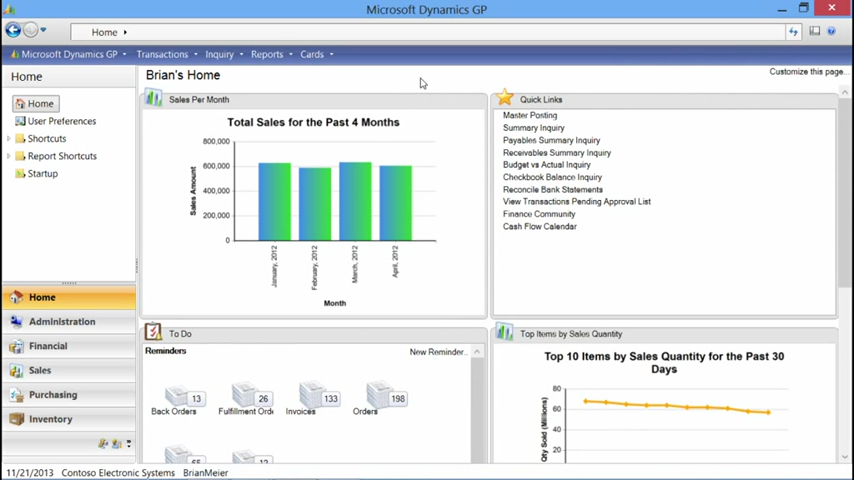 Microsoft Dynamics GP
Home
Microsoft Dynamics GP Transactions Inquiry Reports Cards
Home
Brian's Home
Customize this page...
Home
User Preferences
Shortcuts
Report Shortcuts
Startup
Sales Per Month
Total Sales for the Past 4 Months
Sales Amount
800,000
600,000
400,000
200,000
0
January, 2012
February, 2012
March, 2012
April, 2012
Month
Quick Links
Master Posting
Summary Inquiry
Payables Summary Inquiry
Receivables Summary Inquiry
Budget vs Actual Inquiry
Checkbook Balance Inquiry
Reconcile Bank Statements
View Transactions Pending Approval List
Finance Community
Cash Flow Calendar
Home
Administration
Financial
Sales
Purchasing
Inventory
To Do
Reminders
New Reminder...
13
Back Orders
26
Fulfillment Orde
133
Invoices
198
Orders
Top Items by Sales Quantity
Top 10 Items by Sales Quantity for the Past 30
Days
Qty Sold (Millions)
80
60
40
20
11/21/2013 Contoso Electronic Systems BrianMeier